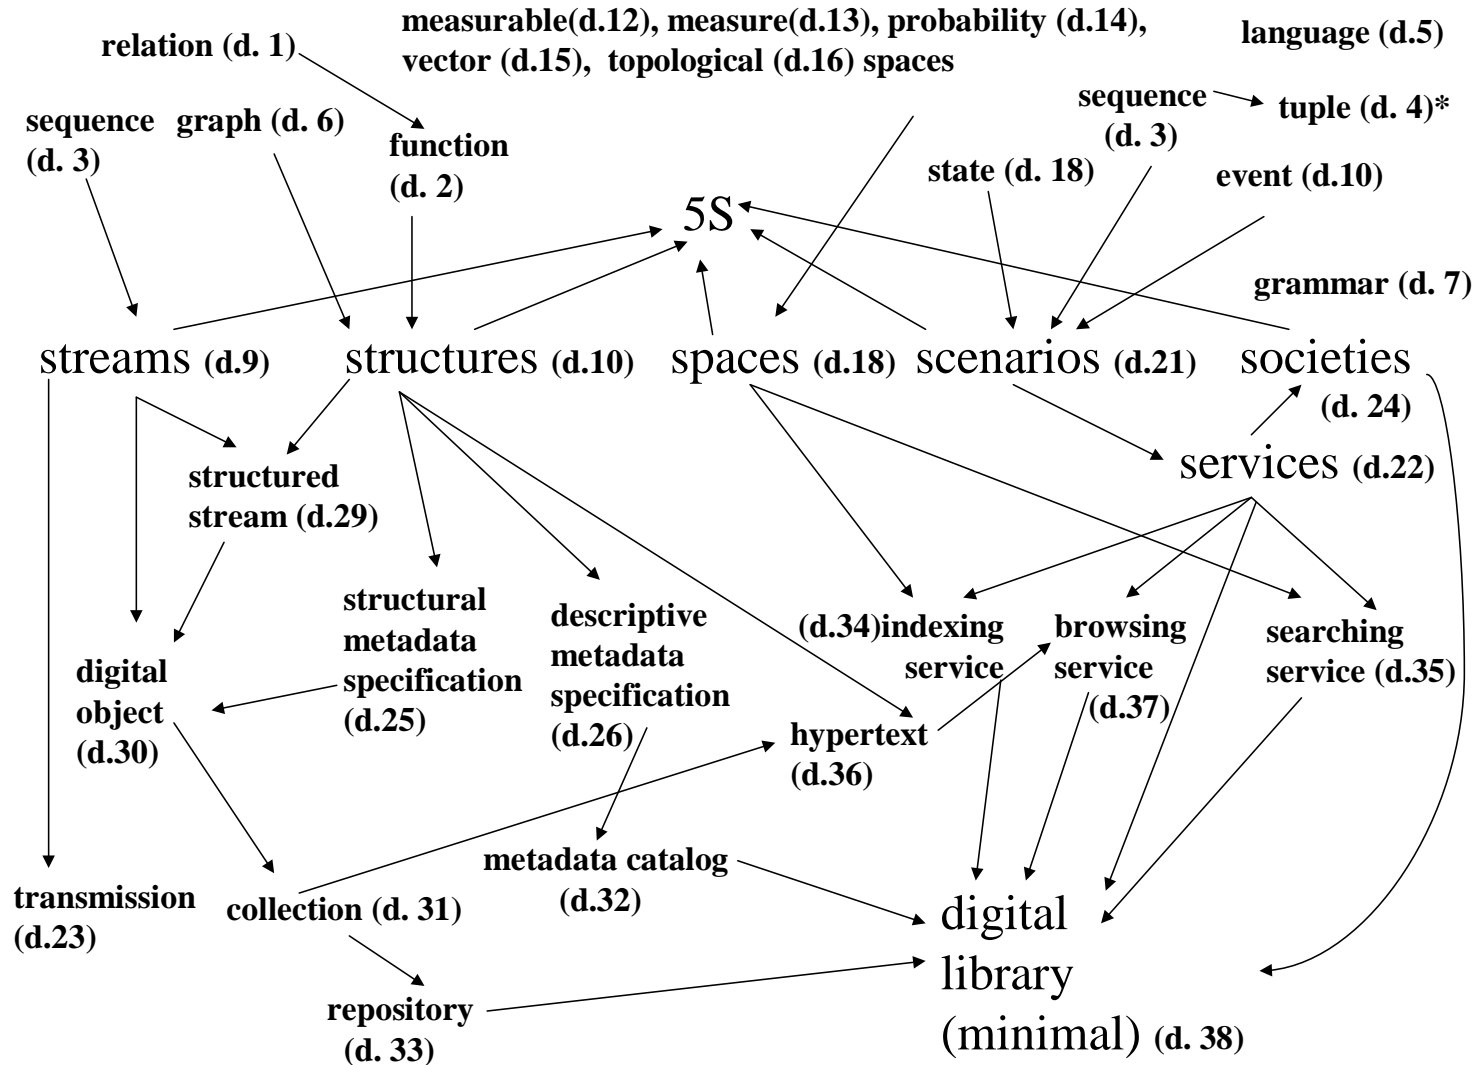 measurable(d.12), measure(d.13), probability (d.14),
vector (d.15), topological (d.16) spaces
language (d.5)
relation (d. 1)
sequence
(d. 3)
tuple (d. 4)*
sequence
(d. 3)
graph (d. 6)
function
(d. 2)
state (d. 18)
event (d.10)
5S
grammar (d. 7)
streams (d.9)
structures (d.10)
spaces (d.18)
scenarios (d.21)
societies
(d. 24)
services (d.22)
structured
stream (d.29)
structural
metadata
specification
(d.25)
descriptive
metadata
specification
(d.26)
(d.34)indexing
service
browsing
service
(d.37)
searching
service (d.35)
digital
object
(d.30)
hypertext
(d.36)
metadata catalog
(d.32)
transmission
(d.23)
collection (d. 31)
repository
(d. 33)
digital
library
(minimal) (d. 38)